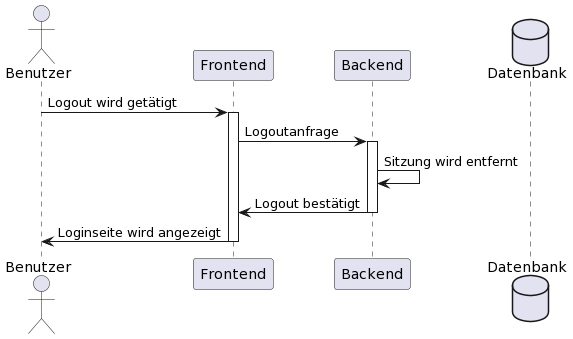 Benutzer
Frontend
Backend
Datenbank
Logout wird getätigt
Logoutanfrage
Sitzung wird entfernt
Logout bestätigt
Loginseite wird angezeigt
Benutzer
Frontend
Backend
Datenbank